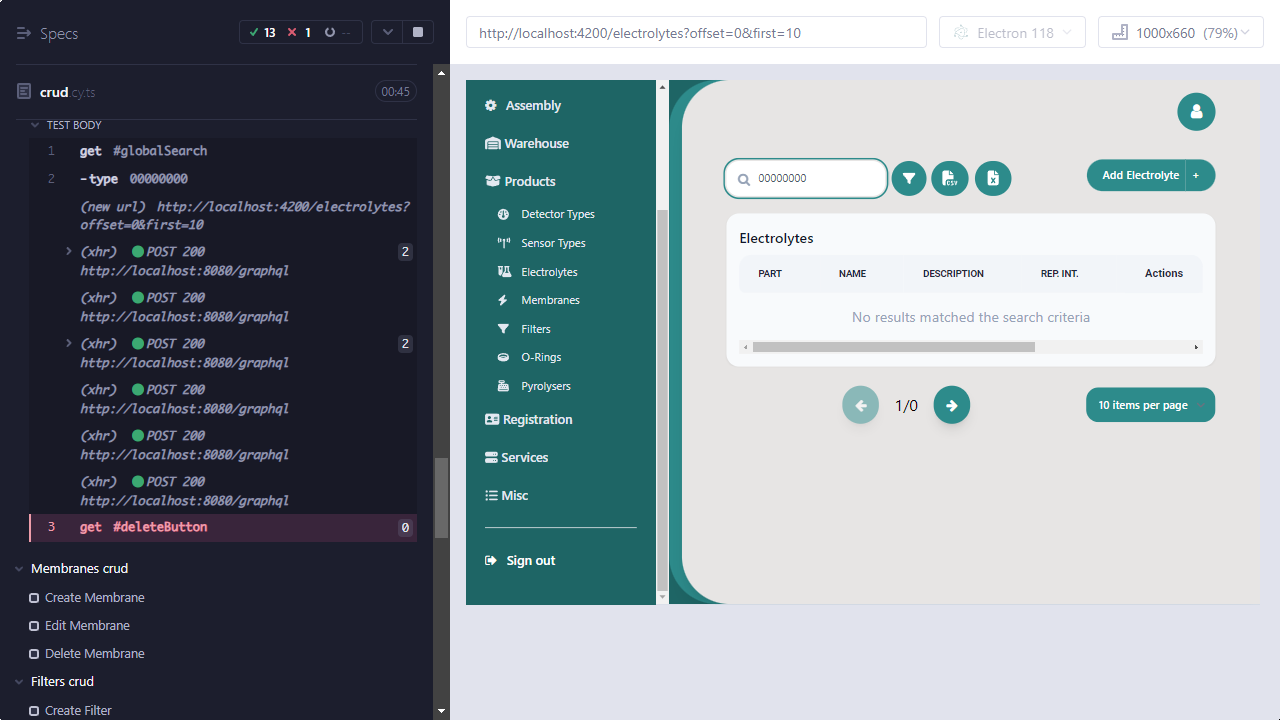 Specs
13
1
--
crud.cy.ts
00:45
TEST BODY
1 get #globalSearch
2 -type 00000000
(new url) http://localhost:4200/electrolytes?
offset=0&first=10
(xhr) POST 200
http://localhost:8080/graphql
2
(xhr) POST 200
http://localhost:8080/graphql
(xhr) POST 200
http://localhost:8080/graphql
2
(xhr) POST 200
http://localhost:8080/graphql
(xhr) POST 200
http://localhost:8080/graphql
(xhr) POST 200
http://localhost:8080/graphql
3 get #deleteButton 0
Membranes crud
Create Membrane
Edit Membrane
Delete Membrane
Filters crud
Create Filter
http://localhost:4200/electrolytes?offset=0&first=10
Electron 118
1000x660 (79%)
Assembly
Warehouse
Products
Detector Types
Sensor Types
Electrolytes
Membranes
Filters
O-Rings
Pyrolysers
Registration
Services
Misc
Sign out
00000000
CSV
X
Add Electrolyte +
Electrolytes
PART NAME DESCRIPTION REP. INT. Actions
No results matched the search criteria
1/0
10 items per page